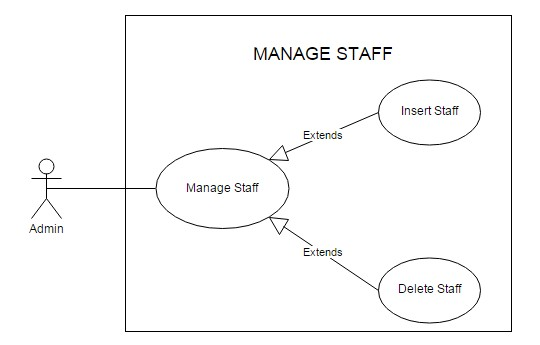 MANAGE STAFF
Insert Staff
Extends
Manage Staff
Admin
Extends
Delete Staff